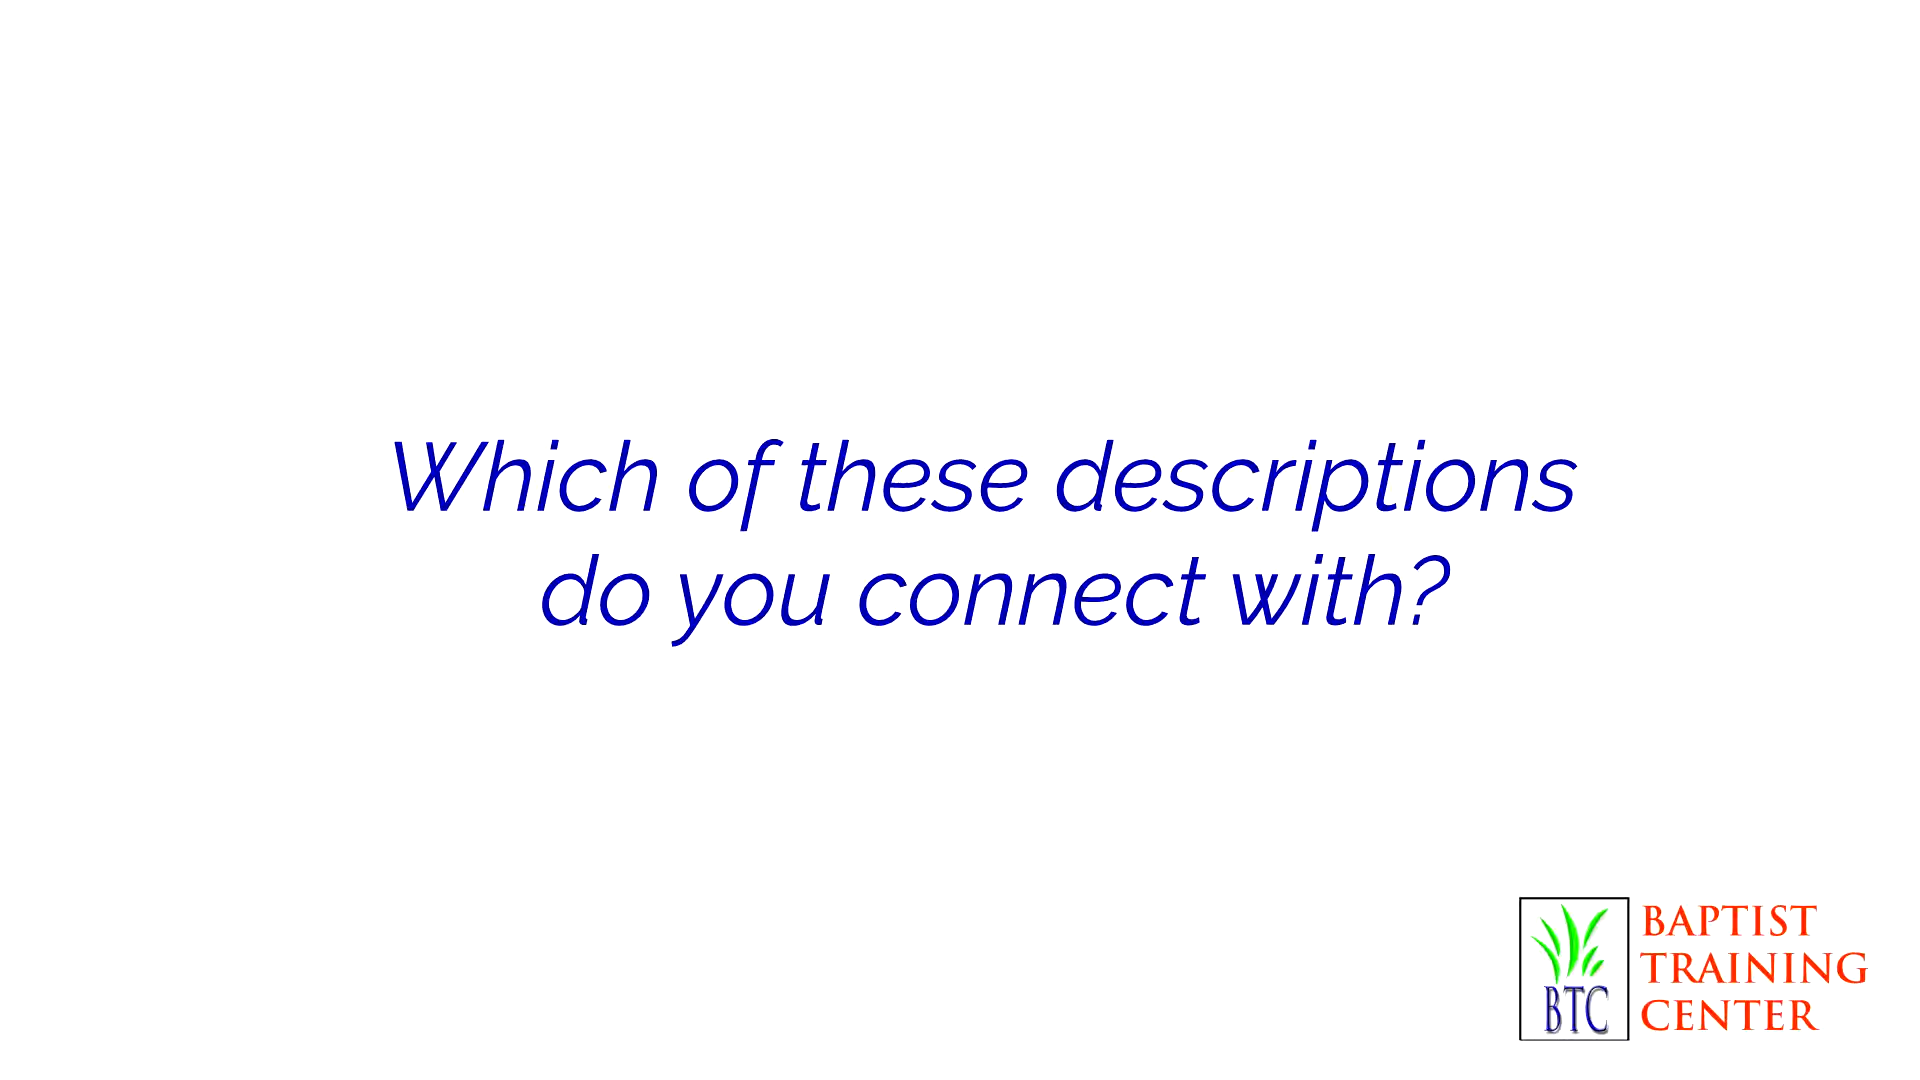 Which of these descriptions
do you connect with?
BTC
BAPTIST
TRAINING
CENTER